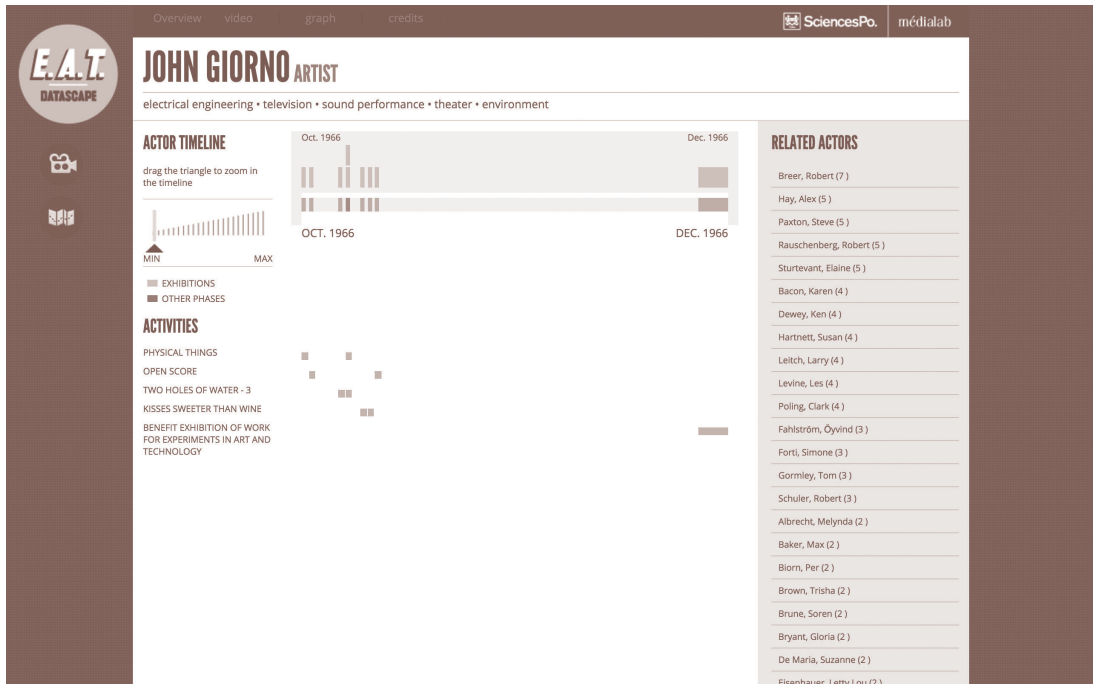 Overview video graph credits
SciencesPo. médialab
E.A.T.
DATASCAPE
JOHN GIORNO ARTIST
electrical engineering • television • sound performance • theater • environment
ACTOR TIMELINE
drag the triangle to zoom in
the timeline
MIN MAX
EXHIBITIONS
OTHER PHASES
Oct. 1966 Dec. 1966
OCT. 1966 DEC. 1966
ACTIVITIES
PHYSICAL THINGS
OPEN SCORE
TWO HOLES OF WATER - 3
KISSES SWEETER THAN WINE
BENEFIT EXHIBITION OF WORK
FOR EXPERIMENTS IN ART AND
TECHNOLOGY
RELATED ACTORS
Breer, Robert (7 )
Hay, Alex (5 )
Paxton, Steve (5 )
Rauschenberg, Robert (5 )
Sturtevant, Elaine (5 )
Bacon, Karen (4 )
Dewey, Ken (4 )
Hartnett, Susan (4 )
Leitch, Larry (4 )
Levine, Les (4 )
Poling, Clark (4 )
Fahlström, Öyvind (3 )
Forti, Simone (3 )
Gormley, Tom (3 )
Schuler, Robert (3 )
Albrecht, Melynda (2 )
Baker, Max (2 )
Biorn, Per (2 )
Brown, Trisha (2 )
Brune, Soren (2 )
Bryant, Gloria (2 )
De Maria, Suzanne (2 )
Eisenhauer, Letty Lou (2 )